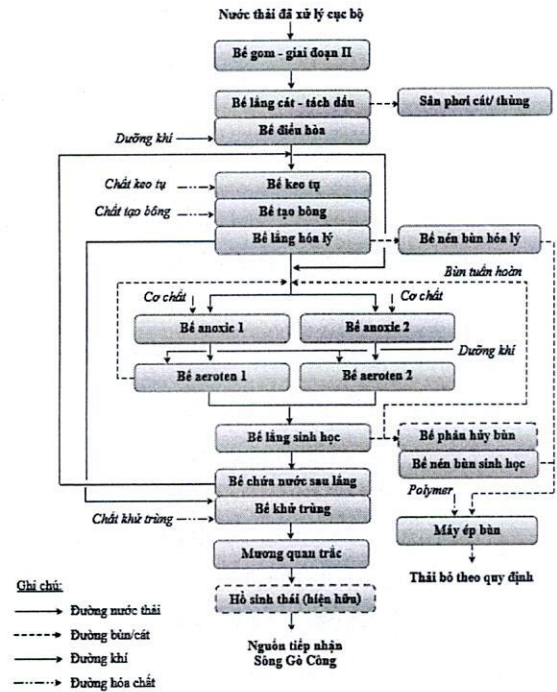 Nước thải đã xử lý cục bộ
Bể gom - giai đoạn II
Bể lắng cát - tách dầu
Sân phơi cát/ thùng
Dưỡng khí
Bể điều hòa
Chất keo tụ
Bể keo tụ
Chất tạo bông
Bể tạo bông
Bể lắng hóa lý
Bể nén bùn hóa lý
Bùn tuần hoàn
Cơ chất
Cơ chất
Bể anoxic 1
Bể anoxic 2
Dưỡng khí
Bể aeroten 1
Bể aeroten 2
Bể lắng sinh học
Bể phân hủy bùn
Bể nén bùn sinh học
Bể chứa nước sau lắng
Polymer
Bể khử trùng
Chất khử trùng
Máy ép bùn
Mương quan trắc
Thải bỏ theo quy định
Hồ sinh thái (hiện hữu)
Nguồn tiếp nhận
Sông Gò Công
Ghi chú:
Đường nước thải
Đường bùn/cát
Đường khí
Đường hóa chất